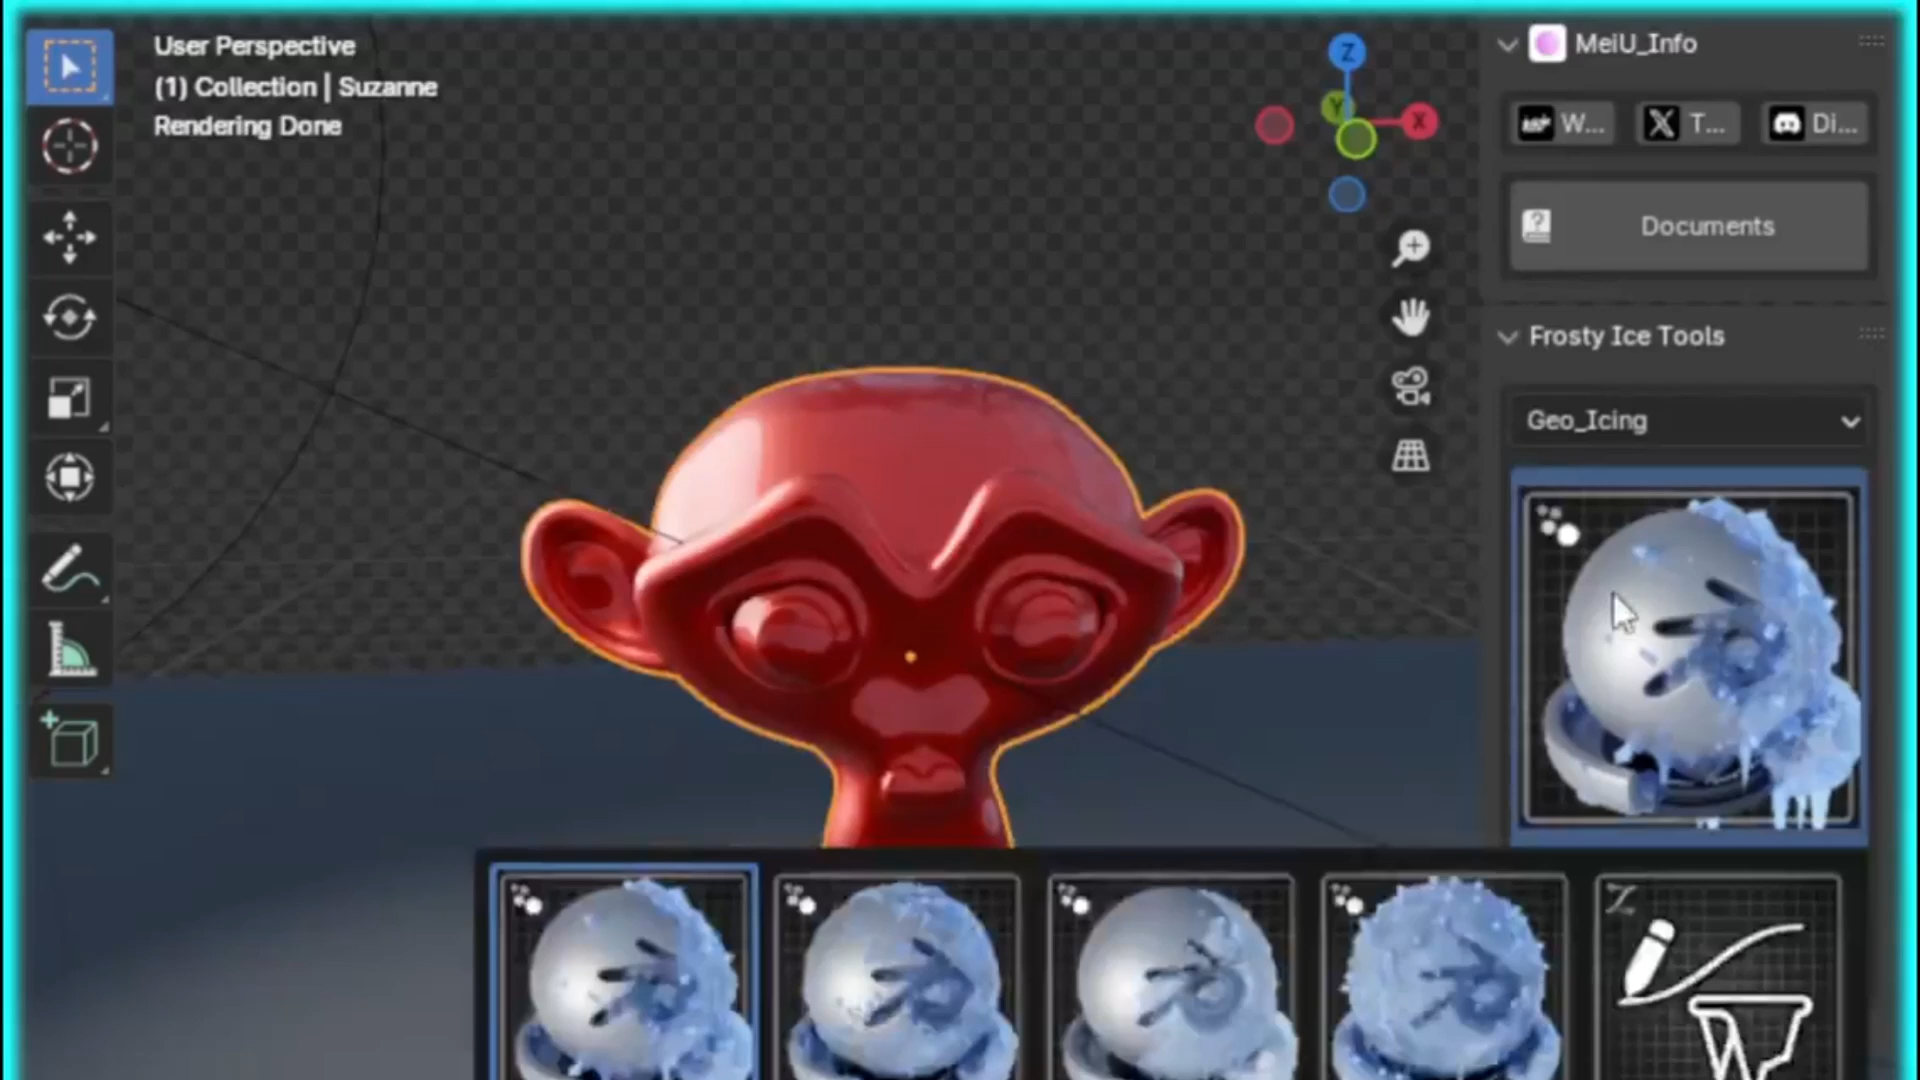 User Perspective
(1) Collection | Suzanne
Rendering Done
Z
Y
X
MeiU_Info
W...
T...
Di...
Documents
Frosty Ice Tools
Geo_Icing